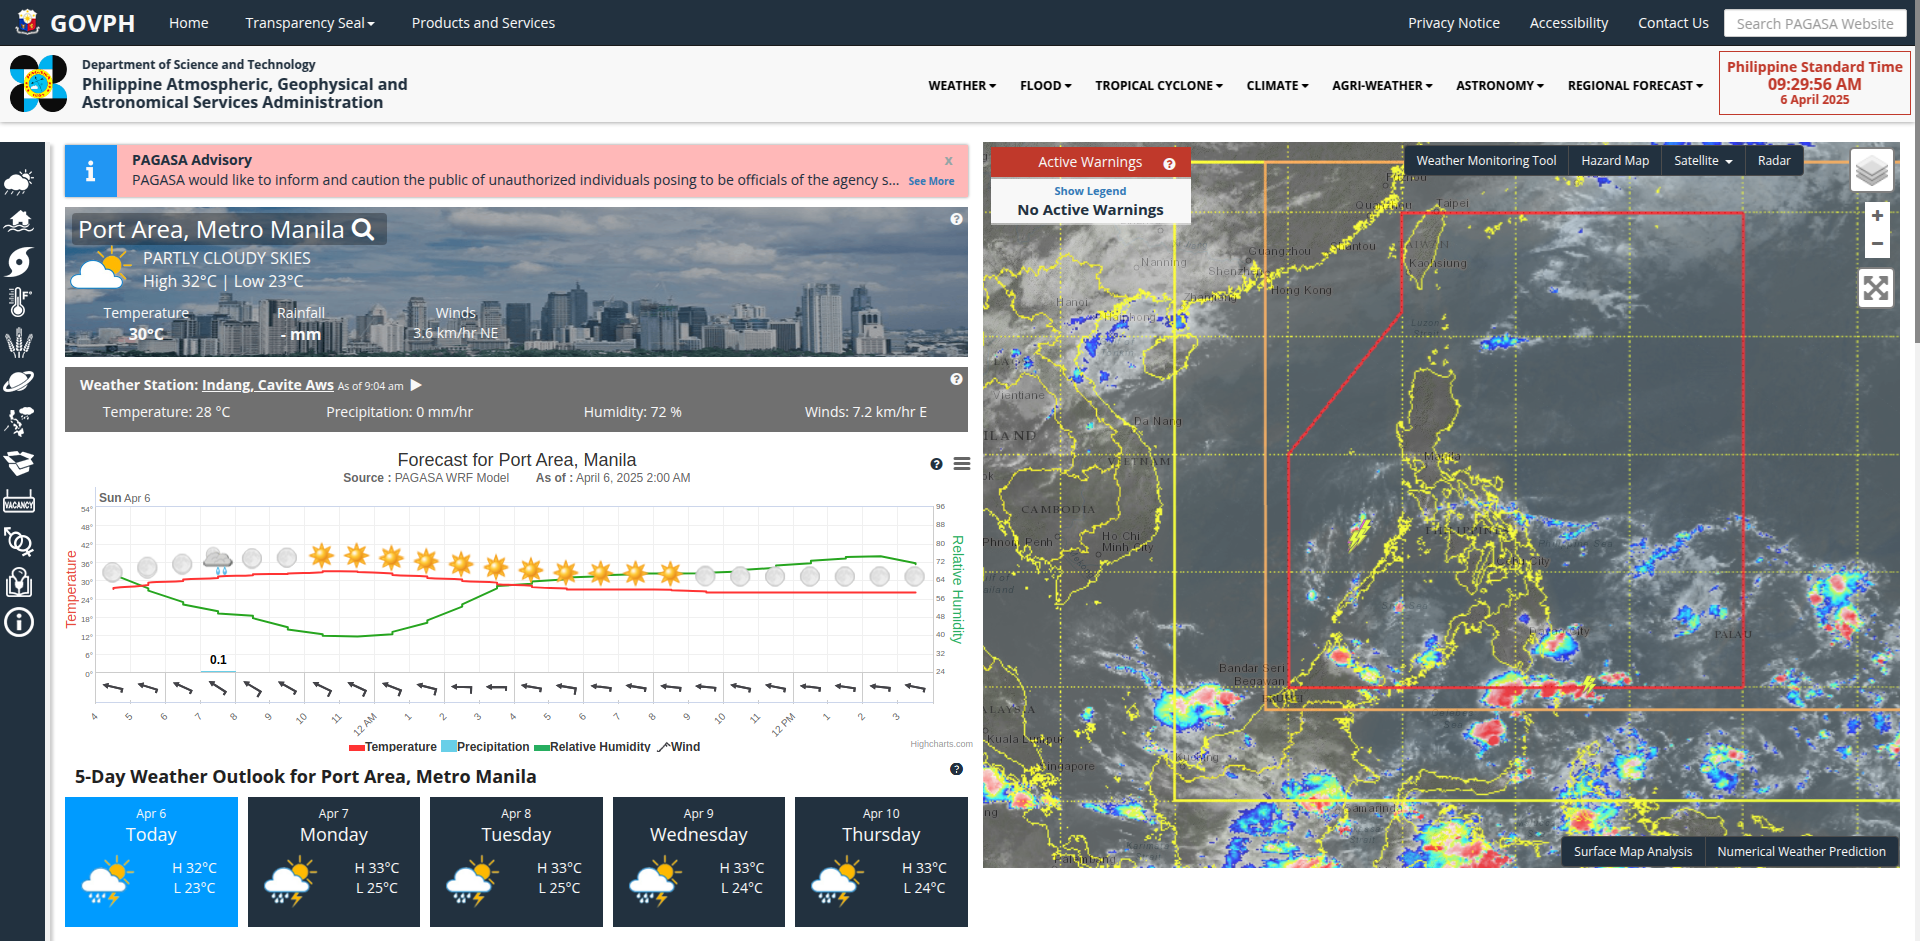 GOVPH
Home
Transparency Seal
Products and Services
Privacy Notice
Accessibility
Contact Us
Search PAGASA Website
Department of Science and Technology
Philippine Atmospheric, Geophysical and
Astronomical Services Administration
WEATHER
FLOOD
TROPICAL CYCLONE
CLIMATE
AGRI-WEATHER
ASTRONOMY
REGIONAL FORECAST
Philippine Standard Time
09:29:56 AM
6 April 2025
VACANCY
PAGASA Advisory
x
PAGASA would like to inform and caution the public of unauthorized individuals posing to be officials of the agency s... See More
Port Area, Metro Manila
PARTLY CLOUDY SKIES
High 32°C | Low 23°C
Temperature
30°C
Rainfall
- mm
Winds
3.6 km/hr NE
Weather Station: Indang, Cavite Aws As of 9:04 am
Temperature: 28 °C
Precipitation: 0 mm/hr
Humidity: 72 %
Winds: 7.2 km/hr E
Forecast for Port Area, Manila
Source : PAGASA WRF Model As of : April 6, 2025 2:00 AM
Sun Apr 6
Temperature
54°
48°
42°
36°
30°
24°
18°
12°
6°
0°
Relative Humidity
96
88
80
72
64
56
48
40
32
24
0.1
4 5 6 7 8 9 10 11 12 AM 1 2 3 4 5 6 7 8 9 10 11 12 PM 1 2 3
Temperature Precipitation Relative Humidity Wind
Highcharts.com
5-Day Weather Outlook for Port Area, Metro Manila
Apr 6
Today
H 32°C
L 23°C
Apr 7
Monday
H 33°C
L 25°C
Apr 8
Tuesday
H 33°C
L 25°C
Apr 9
Wednesday
H 33°C
L 24°C
Apr 10
Thursday
H 33°C
L 24°C
Active Warnings
Show Legend
No Active Warnings
Weather Monitoring Tool
Hazard Map
Satellite
Radar
+
−
Taipei
Guangzhou
Shantou
TAIWAN
Kaohsiung
Nanning
Hong Kong
Hanoi
Vientiane
Da Nang
VIETNAM
CAMBODIA
Phnom Penh
Ho Chi
Minh City
Manila
PALAU
Bandar Seri
Begawan
Kuala Lumpur
Singapore
Kuching
Samarinda
Surface Map Analysis
Numerical Weather Prediction